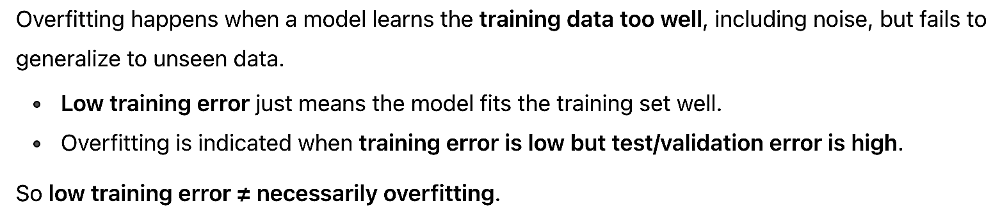 Overfitting happens when a model learns the training data too well, including noise, but fails to
generalize to unseen data.
• Low training error just means the model fits the training set well.
• Overfitting is indicated when training error is low but test/validation error is high.
So low training error ≠ necessarily overfitting.